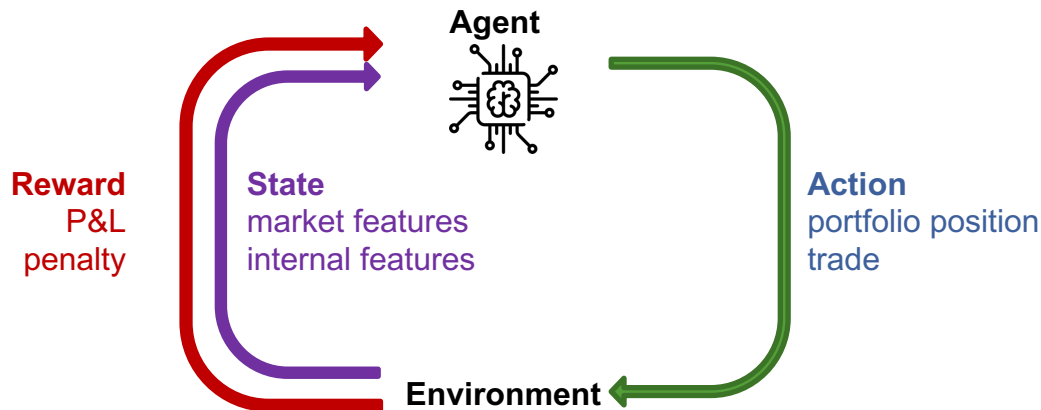 Agent
Reward
P&L
penalty
State
market features
internal features
Action
portfolio position
trade
Environment